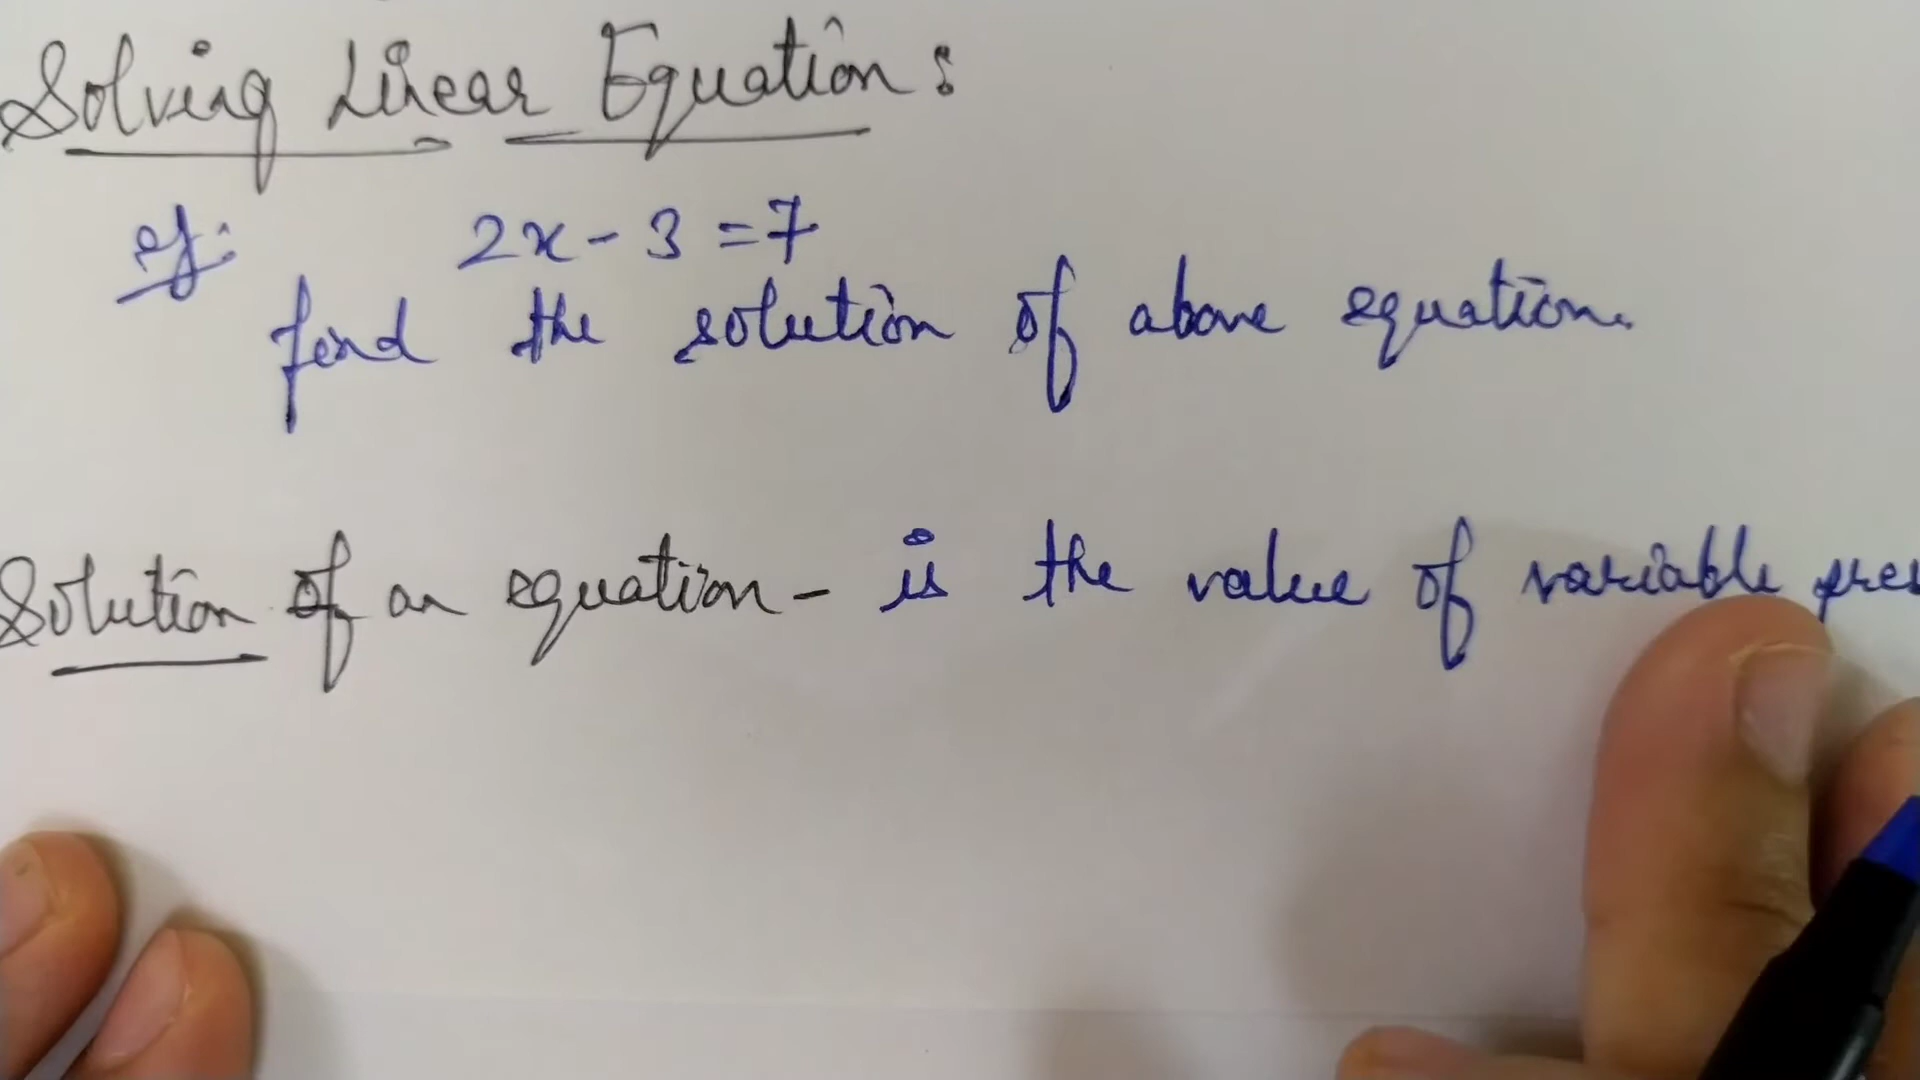 Solving Linear Equation:
eg: 2x - 3 = 7
find the solution of above equation.
Solution of an equation - is the value of variable pres